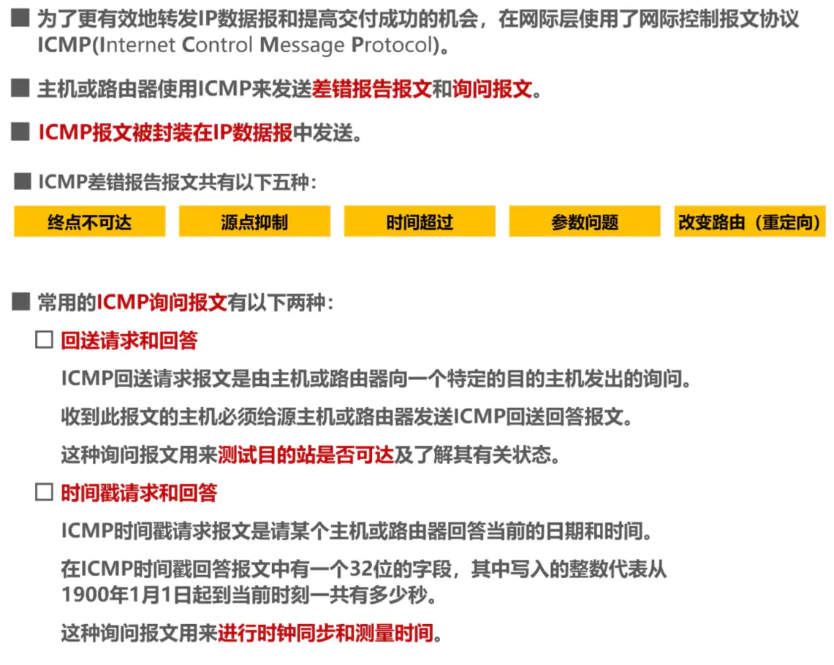 ■ 为了更有效地转发IP数据报和提高交付成功的机会，在网际层使用了网际控制报文协议
ICMP(Internet Control Message Protocol)。
■ 主机或路由器使用ICMP来发送差错报告报文和询问报文。
■ ICMP报文被封装在IP数据报中发送。
■ ICMP差错报告报文共有以下五种：
终点不可达 源点抑制 时间超过 参数问题 改变路由（重定向）
■ 常用的ICMP询问报文有以下两种：
□ 回送请求和回答
ICMP回送请求报文是由主机或路由器向一个特定的目的主机发出的询问。
收到此报文的主机必须给源主机或路由器发送ICMP回送回答报文。
这种询问报文用来测试目的站是否可达及了解其有关状态。
□ 时间戳请求和回答
ICMP时间戳请求报文是请某个主机或路由器回答当前的日期和时间。
在ICMP时间戳回答报文中有一个32位的字段，其中写入的整数代表从
1900年1月1日起到当前时刻一共有多少秒。
这种询问报文用来进行时钟同步和测量时间。